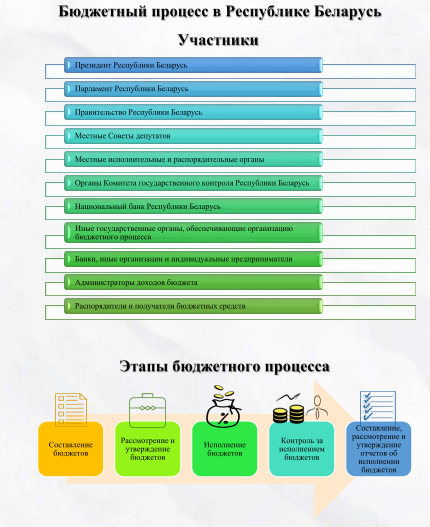 Бюджетный процесс в Республике Беларусь
Участники
Президент Республики Беларусь
Парламент Республики Беларусь
Правительство Республики Беларусь
Местные Советы депутатов
Местные исполнительные и распорядительные органы
Органы Комитета государственного контроля Республики Беларусь
Национальный банк Республики Беларусь
Иные государственные органы, обеспечивающие организацию
бюджетного процесса
Банки, иные организации и индивидуальные предприниматели
Администраторы доходов бюджета
Распорядители и получатели бюджетных средств
Этапы бюджетного процесса
Составление
бюджетов
Рассмотрение и
утверждение
бюджетов
Исполнение
бюджетов
Контроль за
исполнением
бюджетов
Составление,
рассмотрение и
утверждение
отчетов об
исполнении
бюджетов